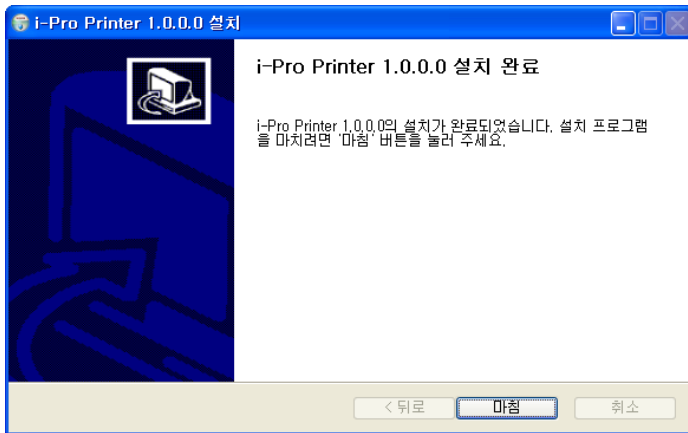 i-Pro Printer 1.0.0.0 설치
i-Pro Printer 1.0.0.0 설치 완료
i-Pro Printer 1.0.0.0의 설치가 완료되었습니다. 설치 프로그램
을 마치려면 '마침' 버튼을 눌러 주세요.
< 뒤로 마침 취소